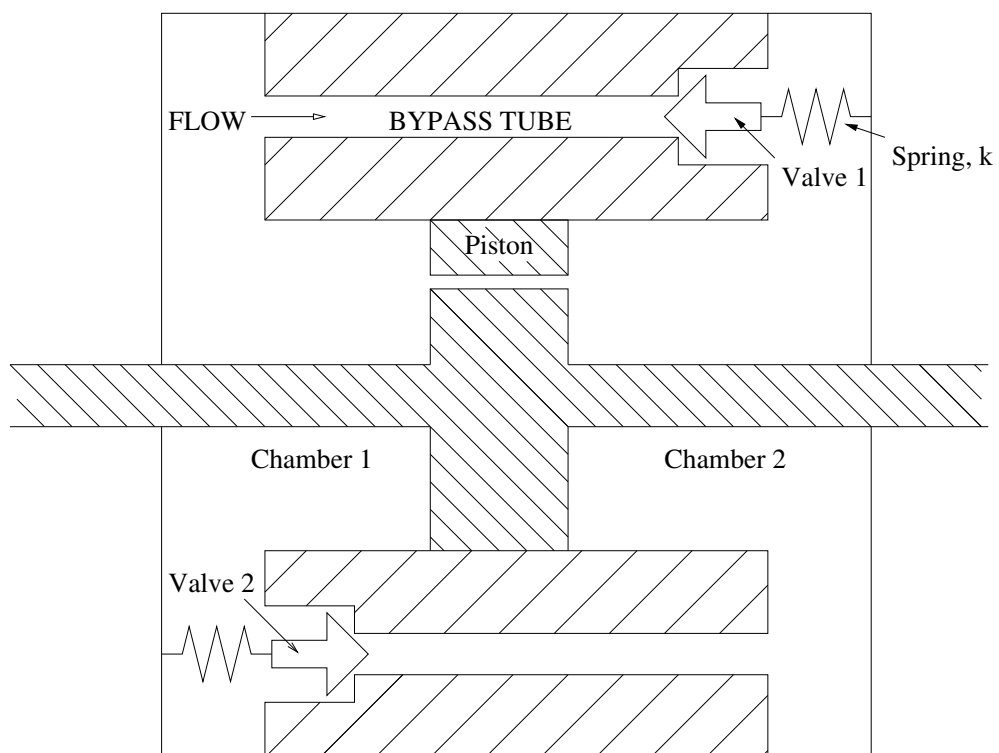 FLOW
BYPASS TUBE
Valve 1
Spring, k
Piston
Chamber 1
Chamber 2
Valve 2